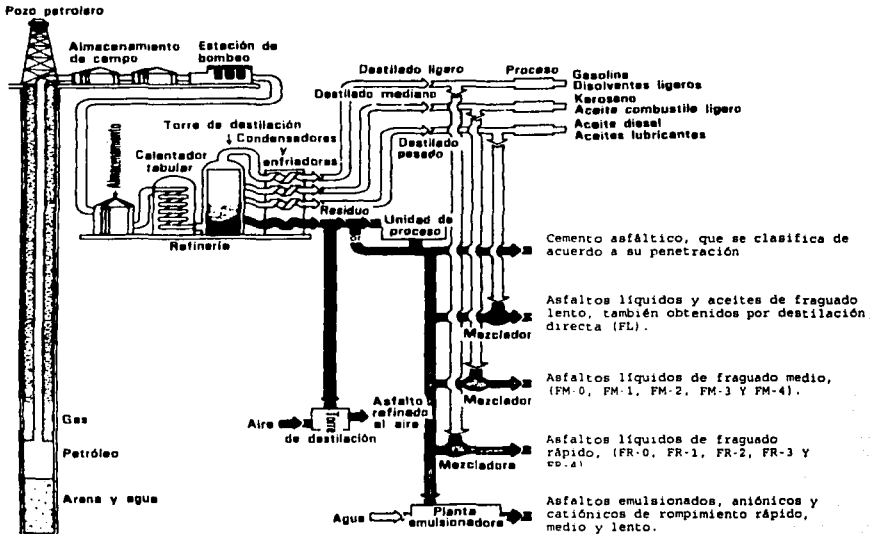 Pozo petrolero
Almacenamiento
de campo
Estación de
bombeo
Destilado ligero
Proceso
Gasolina
Disolventes ligeros
Destilado mediano
Keroseno
Aceite combustile ligero
Torre de destilación
Condensadores
y
enfriadores
Destilado
pesado
Aceite diesel
Aceites lubricantes
Almacenamiento
Calentador
tabular
Residuo
Unidad de
proceso
or
Refinería
Cemento asfáltico, que se clasifica de
acuerdo a su penetración
Asfaltos líquidos y aceites de fraguado
lento, también obtenidos por destilación
directa (FL).
Mezclador
Asfaltos líquidos de fraguado medio,
(FM-0, FM-1, FM-2, FM-3 Y FM-4).
Mezclador
Gas
Aire
Torre
de destilación
Asfalto
refinado
al aire
Petróleo
Asfaltos líquidos de fraguado
rápido, (FR-0, FR-1, FR-2, FR-3 Y
FR-4)
Mezcladora
Arena y agua
Agua
Planta
emulsionadora
Asfaltos emulsionados, aniónicos y
catiónicos de rompimiento rápido,
medio y lento.